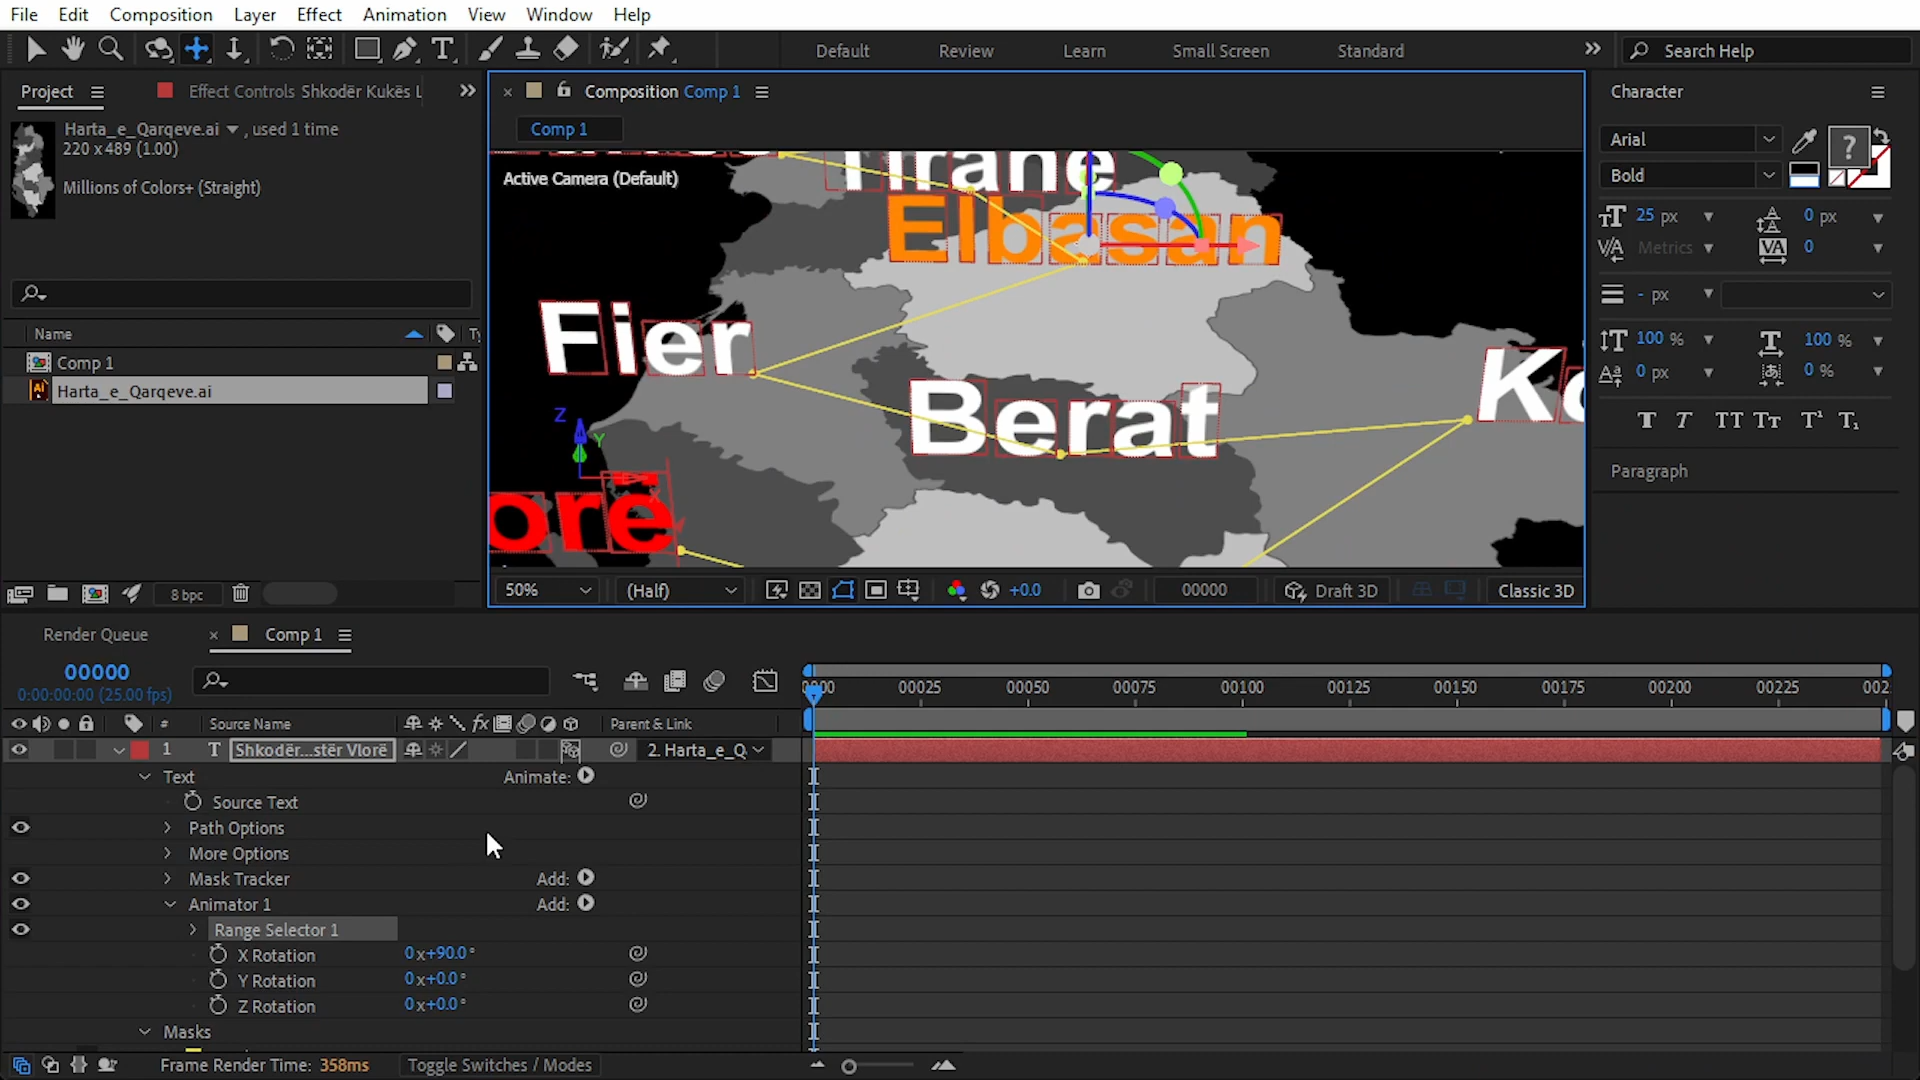 File Edit Composition Layer Effect Animation View Window Help
Default Review Learn Small Screen Standard Search Help
Project Effect Controls Shkodër Kukës L
Composition Comp 1
Character
Harta_e_Qarqeve.ai , used 1 time
220 x 489 (1.00)
Millions of Colors+ (Straight)
Comp 1
Active Camera (Default)
Tiranë
Elbasan
Fier
Berat
Ko
Z
Y
X
orë
Arial
Bold
25 px
0 px
Metrics
0
- px
100 %
100 %
0 px
0 %
Paragraph
Name Ty
Comp 1
Harta_e_Qarqeve.ai
8 bpc
50% (Half) +0.0 00000 Draft 3D Classic 3D
Render Queue Comp 1
00000
0:00:00:00 (25.00 fps)
00025 00050 00075 00100 00125 00150 00175 00200 00225
# Source Name fx Parent & Link
1 T Shkodër...stër Vlorë 2. Harta_e_Q
Text Animate:
Source Text
Path Options
More Options
Mask Tracker Add:
Animator 1 Add:
Range Selector 1
X Rotation 0x+90.0°
Y Rotation 0x+0.0°
Z Rotation 0x+0.0°
Masks
Frame Render Time: 358ms Toggle Switches / Modes